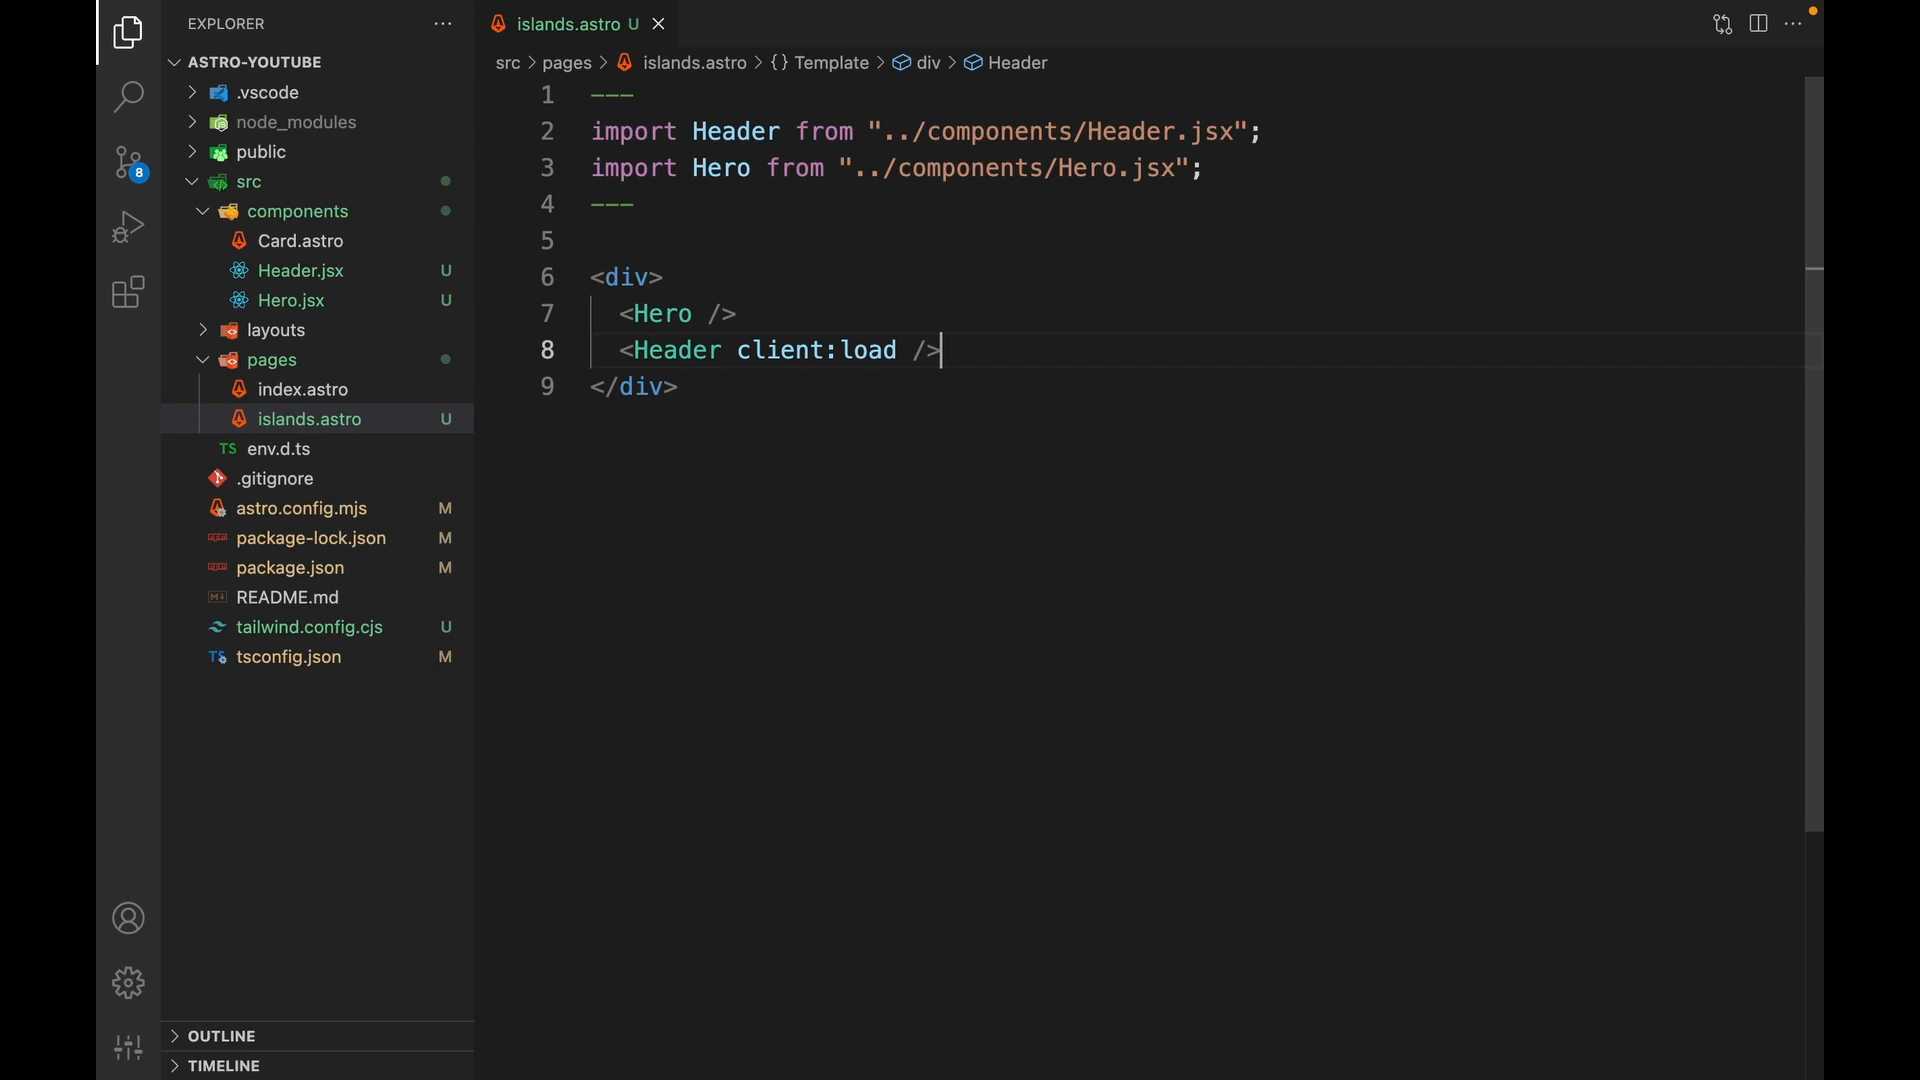 EXPLORER
ASTRO-YOUTUBE
.vscode
node_modules
public
src
components
Card.astro
Header.jsx U
Hero.jsx U
layouts
pages
index.astro
islands.astro U
TS env.d.ts
.gitignore
astro.config.mjs M
package-lock.json M
package.json M
README.md
tailwind.config.cjs U
TS tsconfig.json M
OUTLINE
TIMELINE
8
islands.astro U
src > pages > islands.astro > {} Template > div > Header
1 ---
2 import Header from "../components/Header.jsx";
3 import Hero from "../components/Hero.jsx";
4 ---
5
6 <div>
7 <Hero />
8 <Header client:load />
9 </div>